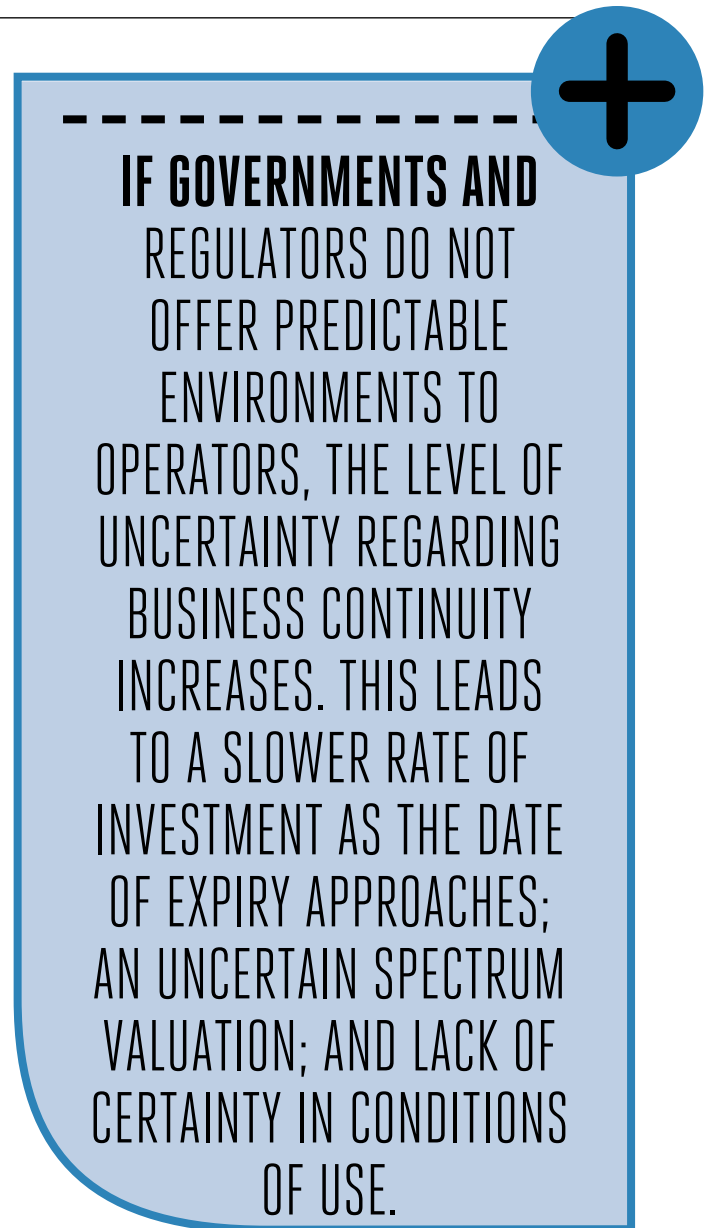 IF GOVERNMENTS AND
REGULATORS DO NOT
OFFER PREDICTABLE
ENVIRONMENTS TO
OPERATORS, THE LEVEL OF
UNCERTAINTY REGARDING
BUSINESS CONTINUITY
INCREASES. THIS LEADS
TO A SLOWER RATE OF
INVESTMENT AS THE DATE
OF EXPIRY APPROACHES;
AN UNCERTAIN SPECTRUM
VALUATION; AND LACK OF
CERTAINTY IN CONDITIONS
OF USE.